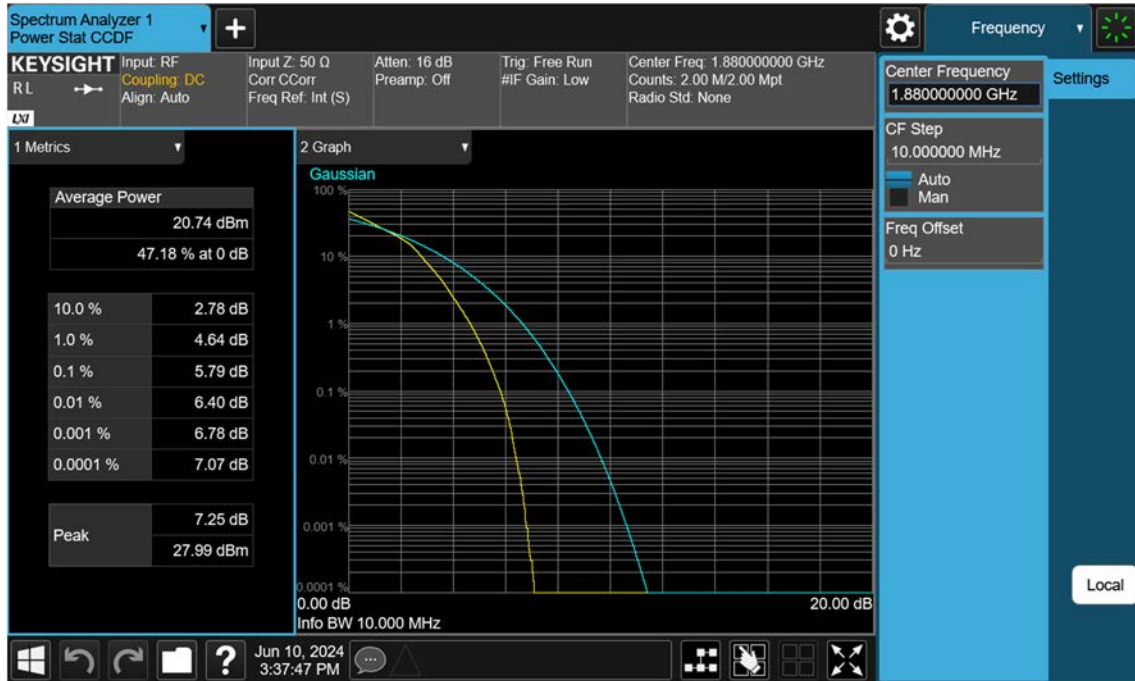 Spectrum Analyzer 1
Power Stat CCDF
Frequency
KEYSIGHT
R L
LXI
Input: RF
Coupling: DC
Align: Auto
Input Z: 50 Ω
Corr CCorr
Freq Ref: Int (S)
Atten: 16 dB
Preamp: Off
Trig: Free Run
#IF Gain: Low
Center Freq: 1.880000000 GHz
Counts: 2.00 M/2.00 Mpt
Radio Std: None
Center Frequency
1.880000000 GHz
Settings
CF Step
10.000000 MHz
Auto
Man
Freq Offset
0 Hz
1 Metrics
Average Power
20.74 dBm
47.18 % at 0 dB
10.0 % 2.78 dB
1.0 % 4.64 dB
0.1 % 5.79 dB
0.01 % 6.40 dB
0.001 % 6.78 dB
0.0001 % 7.07 dB
Peak
7.25 dB
27.99 dBm
2 Graph
Gaussian
100 %
10 %
1 %
0.1 %
0.01 %
0.001 %
0.0001 %
0.00 dB 20.00 dB
Info BW 10.000 MHz
Local
?
Jun 10, 2024
3:37:47 PM